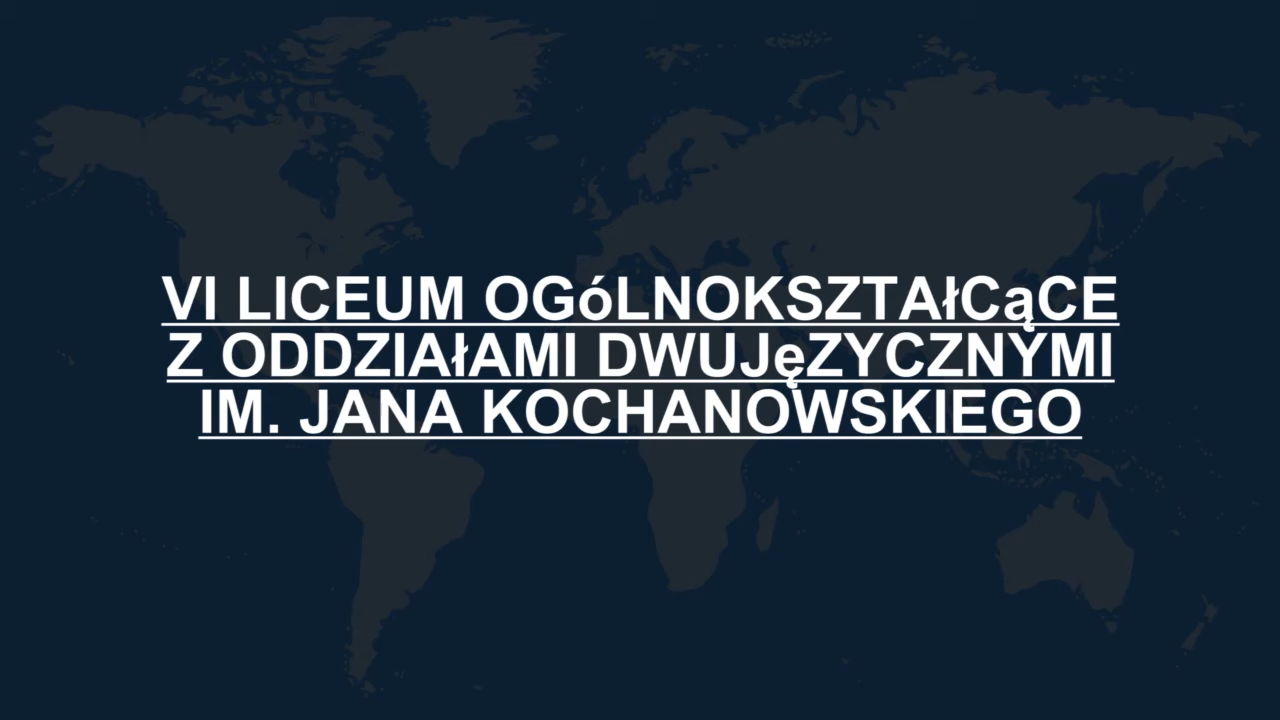 VI LICEUM OGóLNOKSZTAłCąCE
Z ODDZIAłAMI DWUJęZYCZNYMI
IM. JANA KOCHANOWSKIEGO